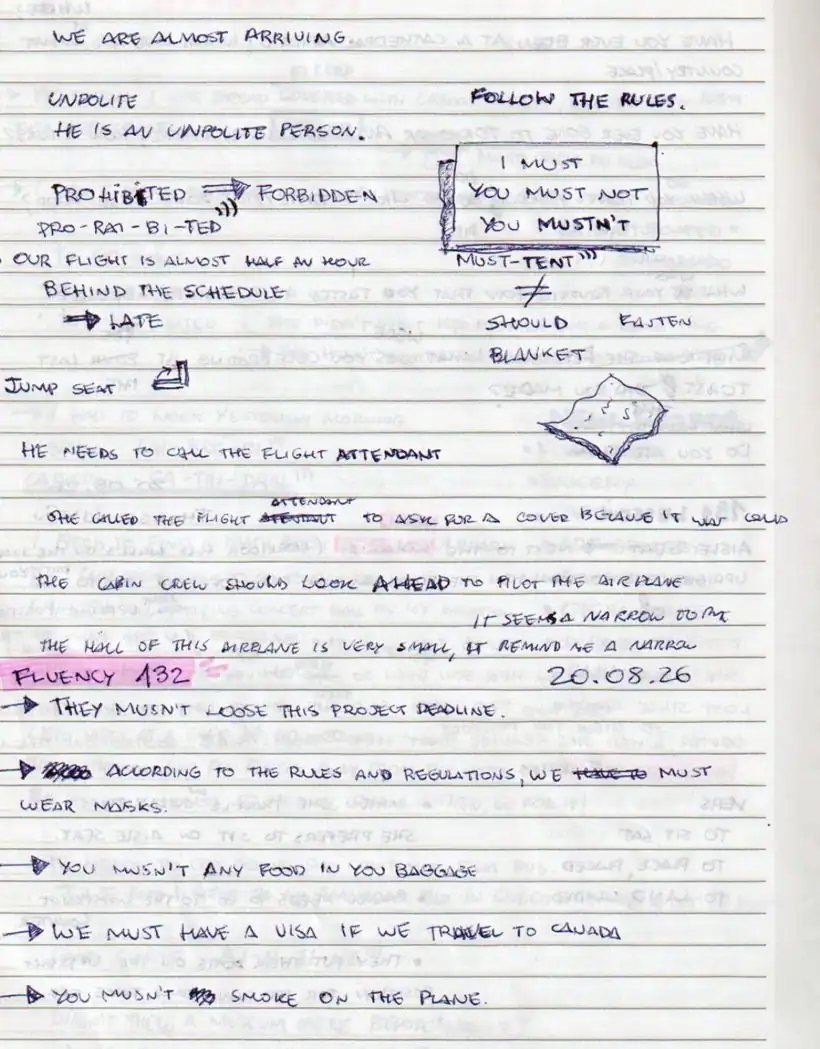 WE ARE ALMOST ARRIVING.
UNPOLITE
FOLLOW THE RULES.
HE IS AN UNPOLITE PERSON.
I MUST
YOU MUST NOT
YOU MUSTN'T
PROHIBITED → FORBIDDEN
PRO-RAI-BI-TED
MUST-TENT
OUR FLIGHT IS ALMOST HALF AN HOUR
BEHIND THE SCHEDULE
→ LATE
≠
SHOULD FASTEN
BLANKET
JUMP SEAT
HE NEEDS TO CALL THE FLIGHT ATTENDANT
ATTENDANT
SHE CALLED THE FLIGHT TO ASK FOR A COVER BECAUSE IT WAS COLD
THE CABIN CREW SHOULD LOOK AHEAD TO PILOT THE AIRPLANE
IT SEEMS A NARROW TO ME
THE HALL OF THIS AIRPLANE IS VERY SMALL, IT REMIND ME A NARROW
FLUENCY 132 20.08.26
→ THEY MUSN'T LOOSE THIS PROJECT DEADLINE.
→ ACCORDING TO THE RULES AND REGULATIONS, WE HAVE TO MUST
WEAR MASKS.
→ YOU MUSN'T ANY FOOD IN YOU BAGGAGE
→ WE MUST HAVE A VISA IF WE TRAVEL TO CANADA
→ YOU MUSN'T SMOKE ON THE PLANE.